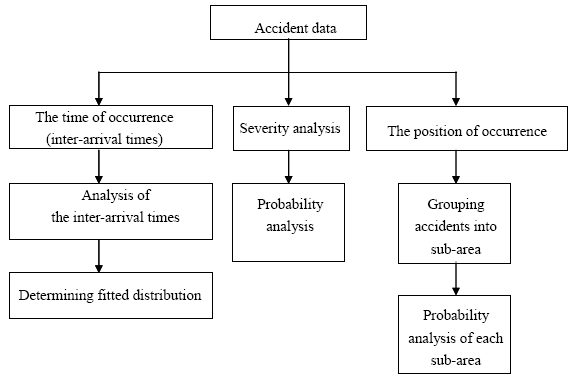 Accident data
The time of occurrence
(inter-arrival times)
Severity analysis
The position of occurrence
Analysis of
the inter-arrival times
Probability
analysis
Grouping
accidents into
sub-area
Determining fitted distribution
Probability
analysis of each
sub-area